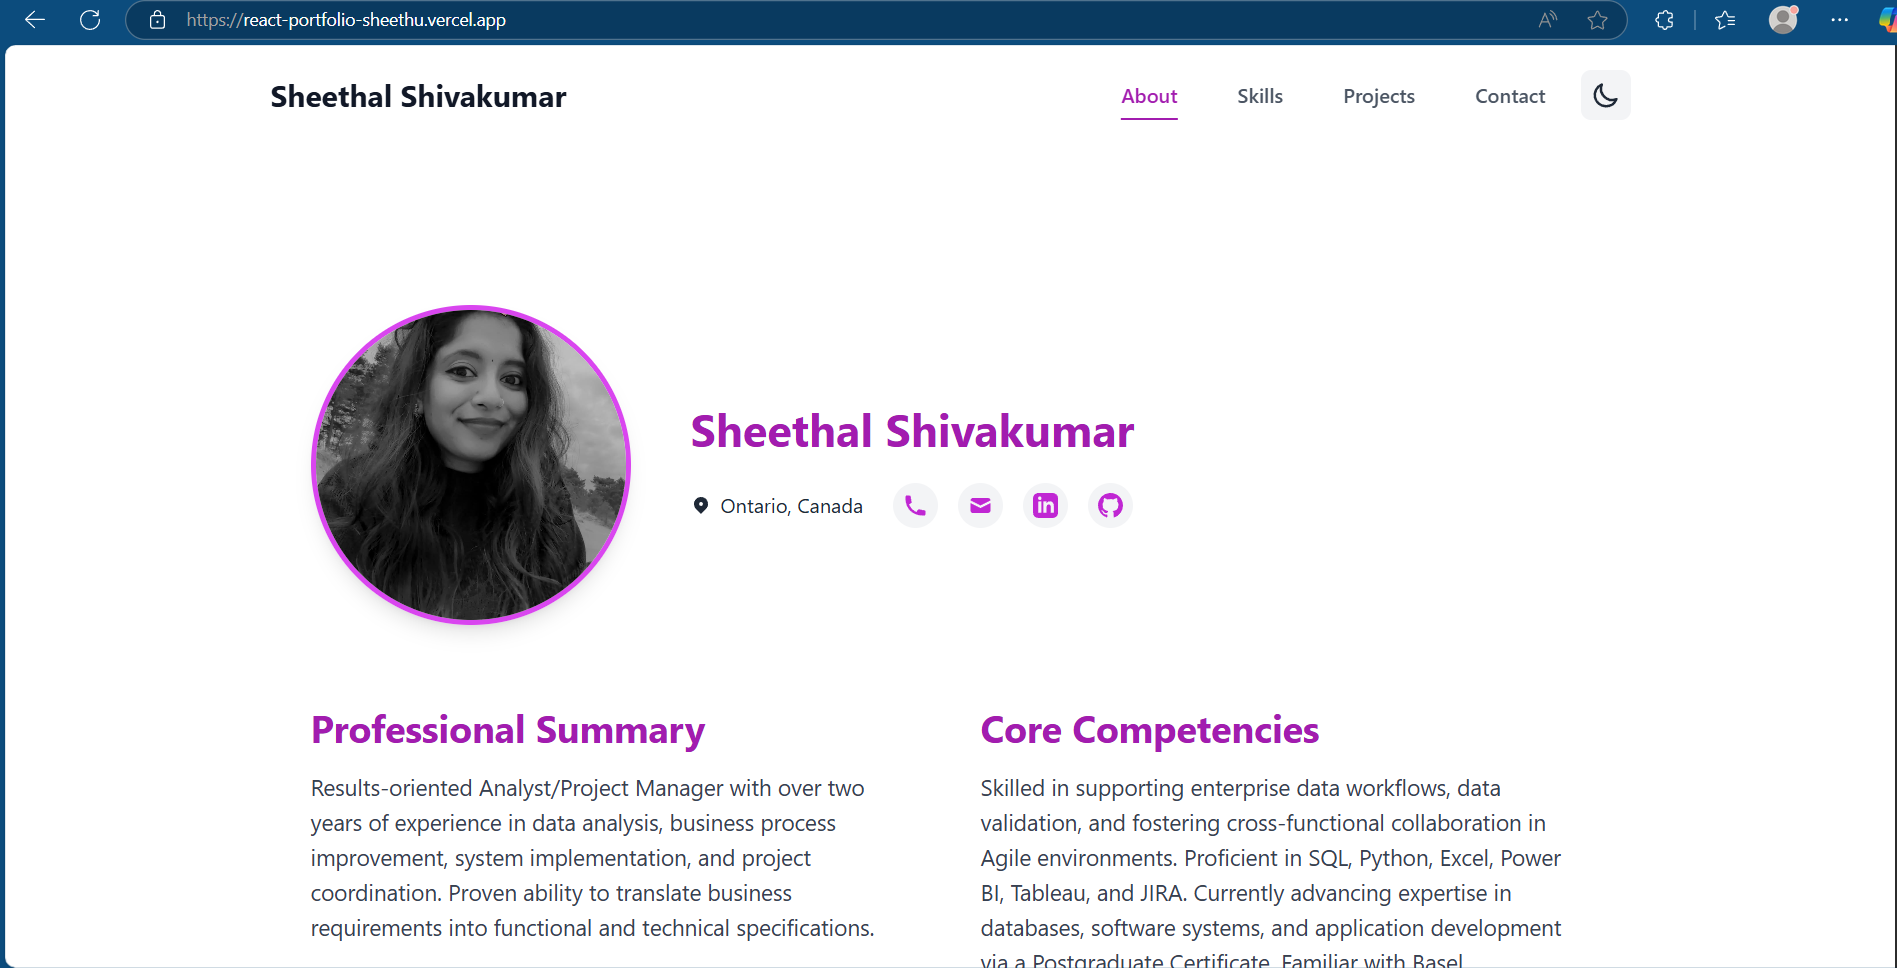 https://react-portfolio-sheethu.vercel.app
Sheethal Shivakumar
About
Skills
Projects
Contact
Sheethal Shivakumar
Ontario, Canada
Professional Summary
Results-oriented Analyst/Project Manager with over two
years of experience in data analysis, business process
improvement, system implementation, and project
coordination. Proven ability to translate business
requirements into functional and technical specifications.
Core Competencies
Skilled in supporting enterprise data workflows, data
validation, and fostering cross-functional collaboration in
Agile environments. Proficient in SQL, Python, Excel, Power
BI, Tableau, and JIRA. Currently advancing expertise in
databases, software systems, and application development
via a Postgraduate Certificate. Familiar with Basel